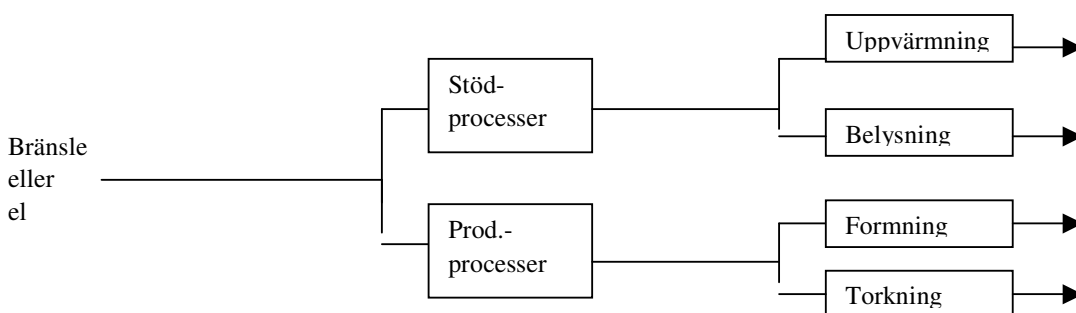 Bränsle
eller
el
Stöd-
processer
Prod.-
processer
Uppvärmning
Belysning
Formning
Torkning